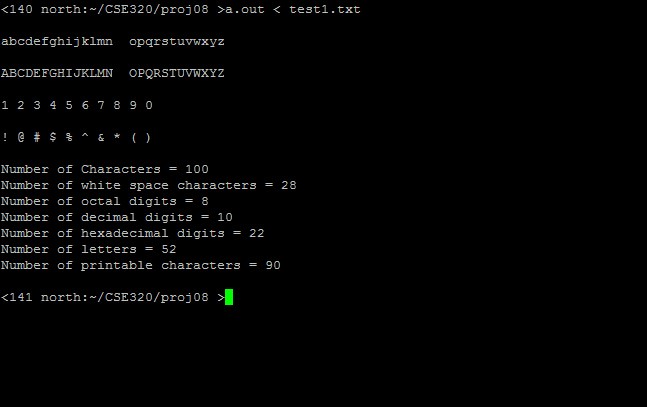 <140 north:~/CSE320/proj08 >a.out < test1.txt
abcdefghijklmn  opqrstuvwxyz
ABCDEFGHIJKLMN  OPQRSTUVWXYZ
1 2 3 4 5 6 7 8 9 0
! @ # $ % ^ & * ( )
Number of Characters = 100
Number of white space characters = 28
Number of octal digits = 8
Number of decimal digits = 10
Number of hexadecimal digits = 22
Number of letters = 52
Number of printable characters = 90
<141 north:~/CSE320/proj08 >